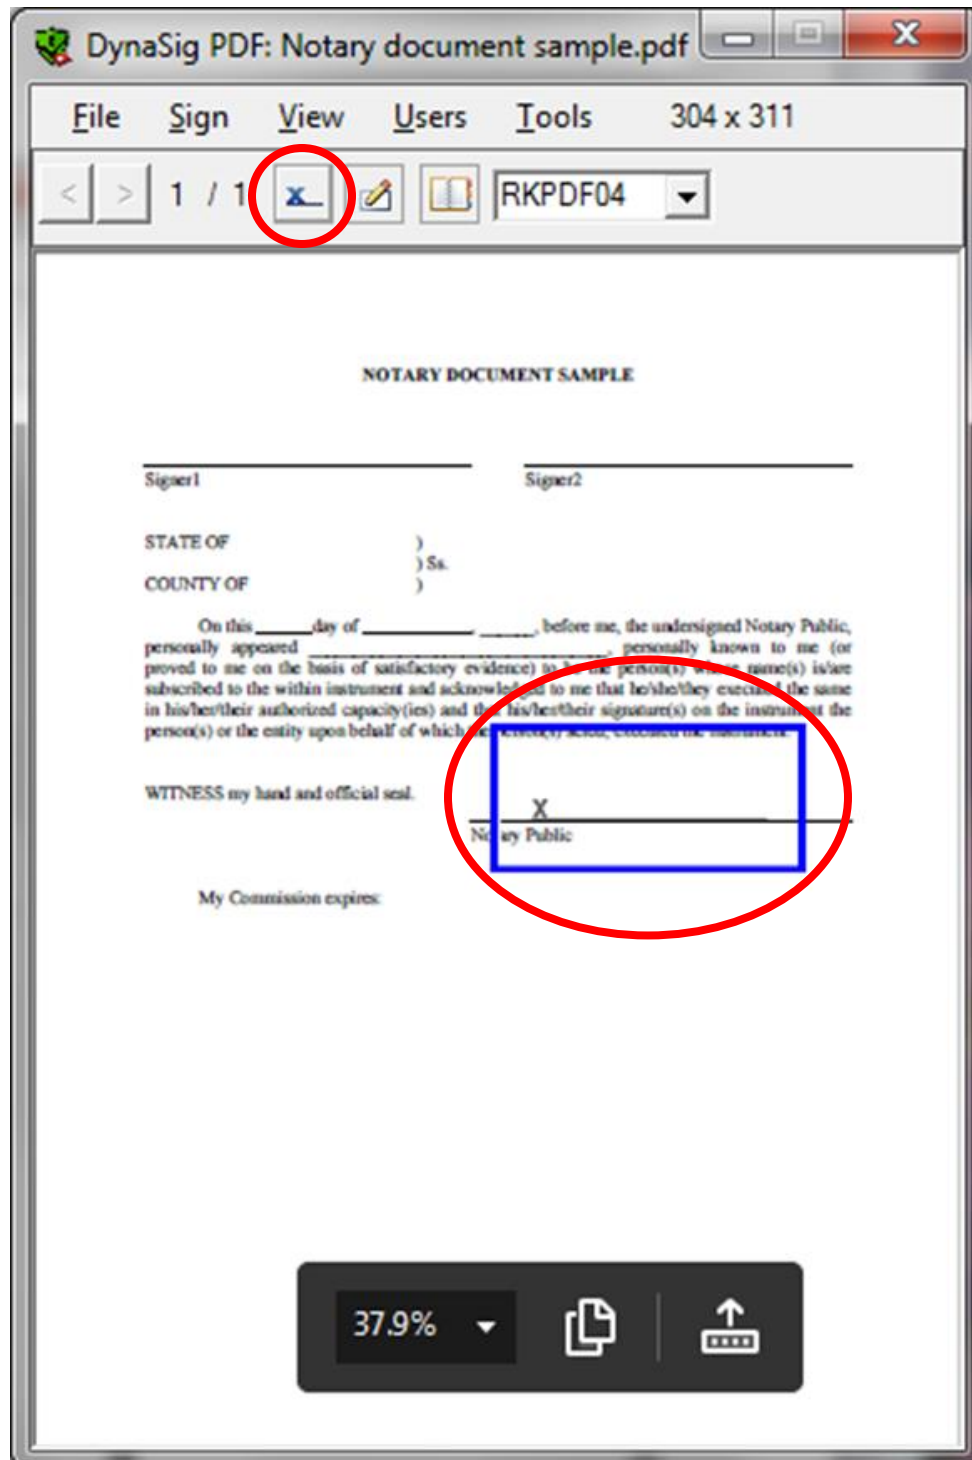 DynaSig PDF: Notary document sample.pdf
File Sign View Users Tools 304 x 311
< > 1 / 1 x RKPDF04
NOTARY DOCUMENT SAMPLE
Signer1 Signer2
STATE OF )
) Ss.
COUNTY OF )
On this ______day of ____________, ______, before me, the undersigned Notary Public,
personally appeared ________________________________, personally known to me (or
proved to me on the basis of satisfactory evidence) to be the person(s) whose name(s) is/are
subscribed to the within instrument and acknowledged to me that he/she/they executed the same
in his/her/their authorized capacity(ies) and that his/her/their signature(s) on the instrument the
person(s) or the entity upon behalf of which the person(s) acted, executed the instrument.
WITNESS my hand and official seal.
X
Notary Public
My Commission expires:
37.9%